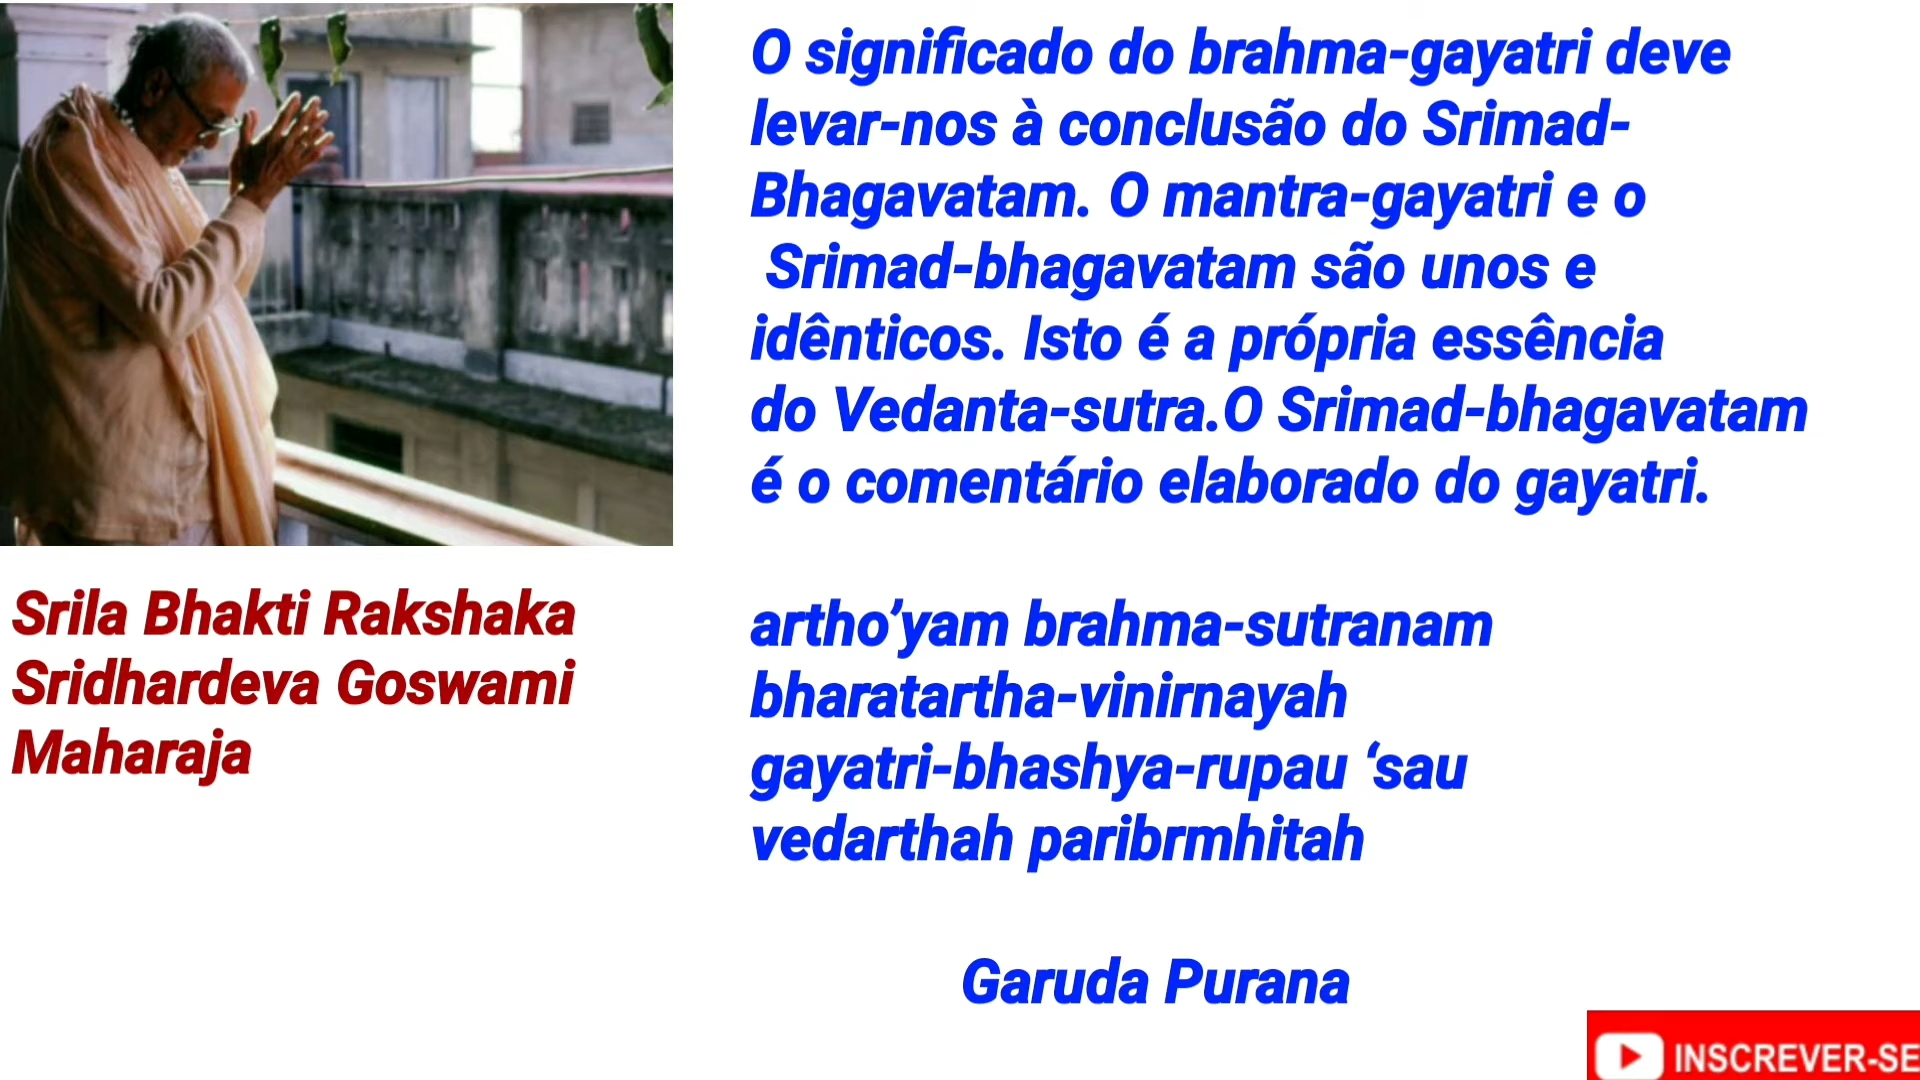 O significado do brahma-gayatri deve
levar-nos à conclusão do Srimad-
Bhagavatam. O mantra-gayatri e o
Srimad-bhagavatam são unos e
idênticos. Isto é a própria essência
do Vedanta-sutra.O Srimad-bhagavatam
é o comentário elaborado do gayatri.
artho’yam brahma-sutranam
bharatartha-vinirnayah
gayatri-bhashya-rupau ‘sau
vedarthah paribrmhitah
Garuda Purana
Srila Bhakti Rakshaka
Sridhardeva Goswami
Maharaja
INSCREVER-SE